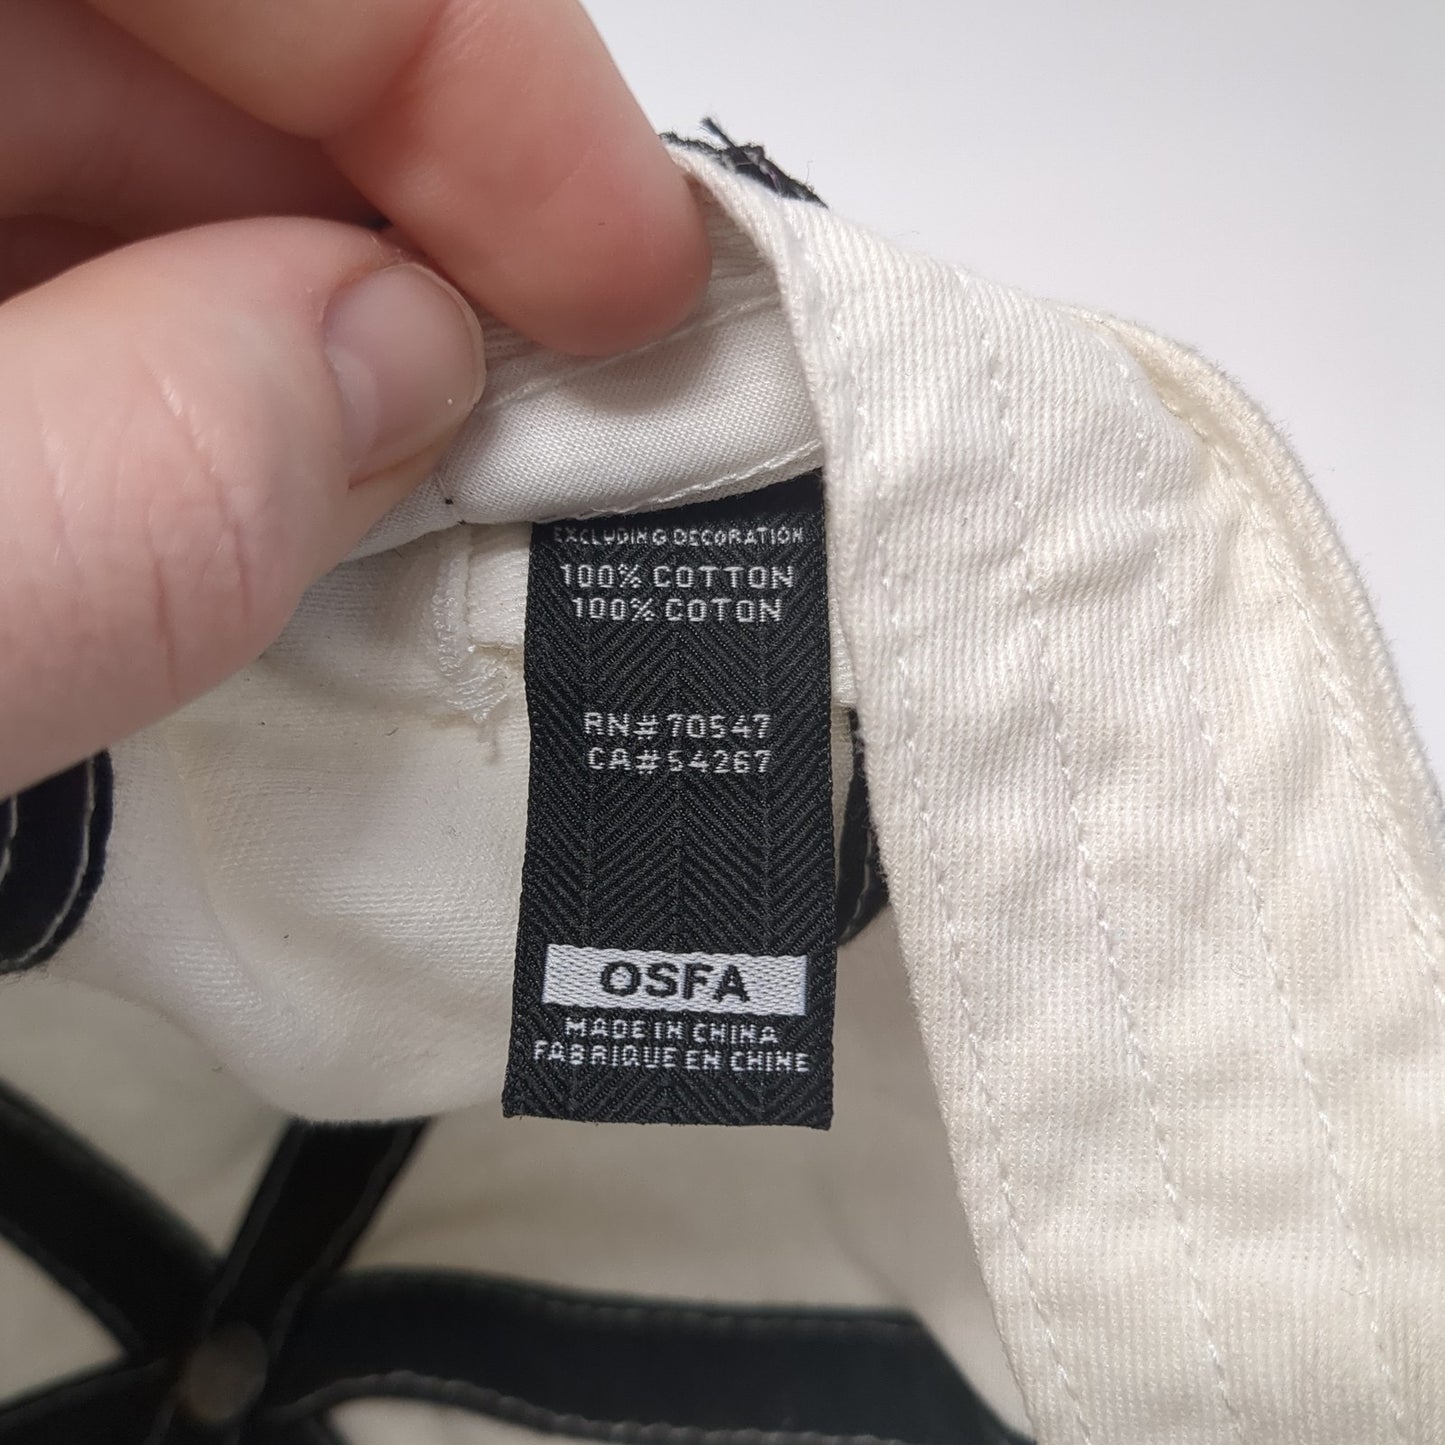 EXCLUDING DECORATION
100% COTTON
100% COTON
RN# 70547
CA# 54267
OSFA
MADE IN CHINA
FABRIQUE EN CHINE